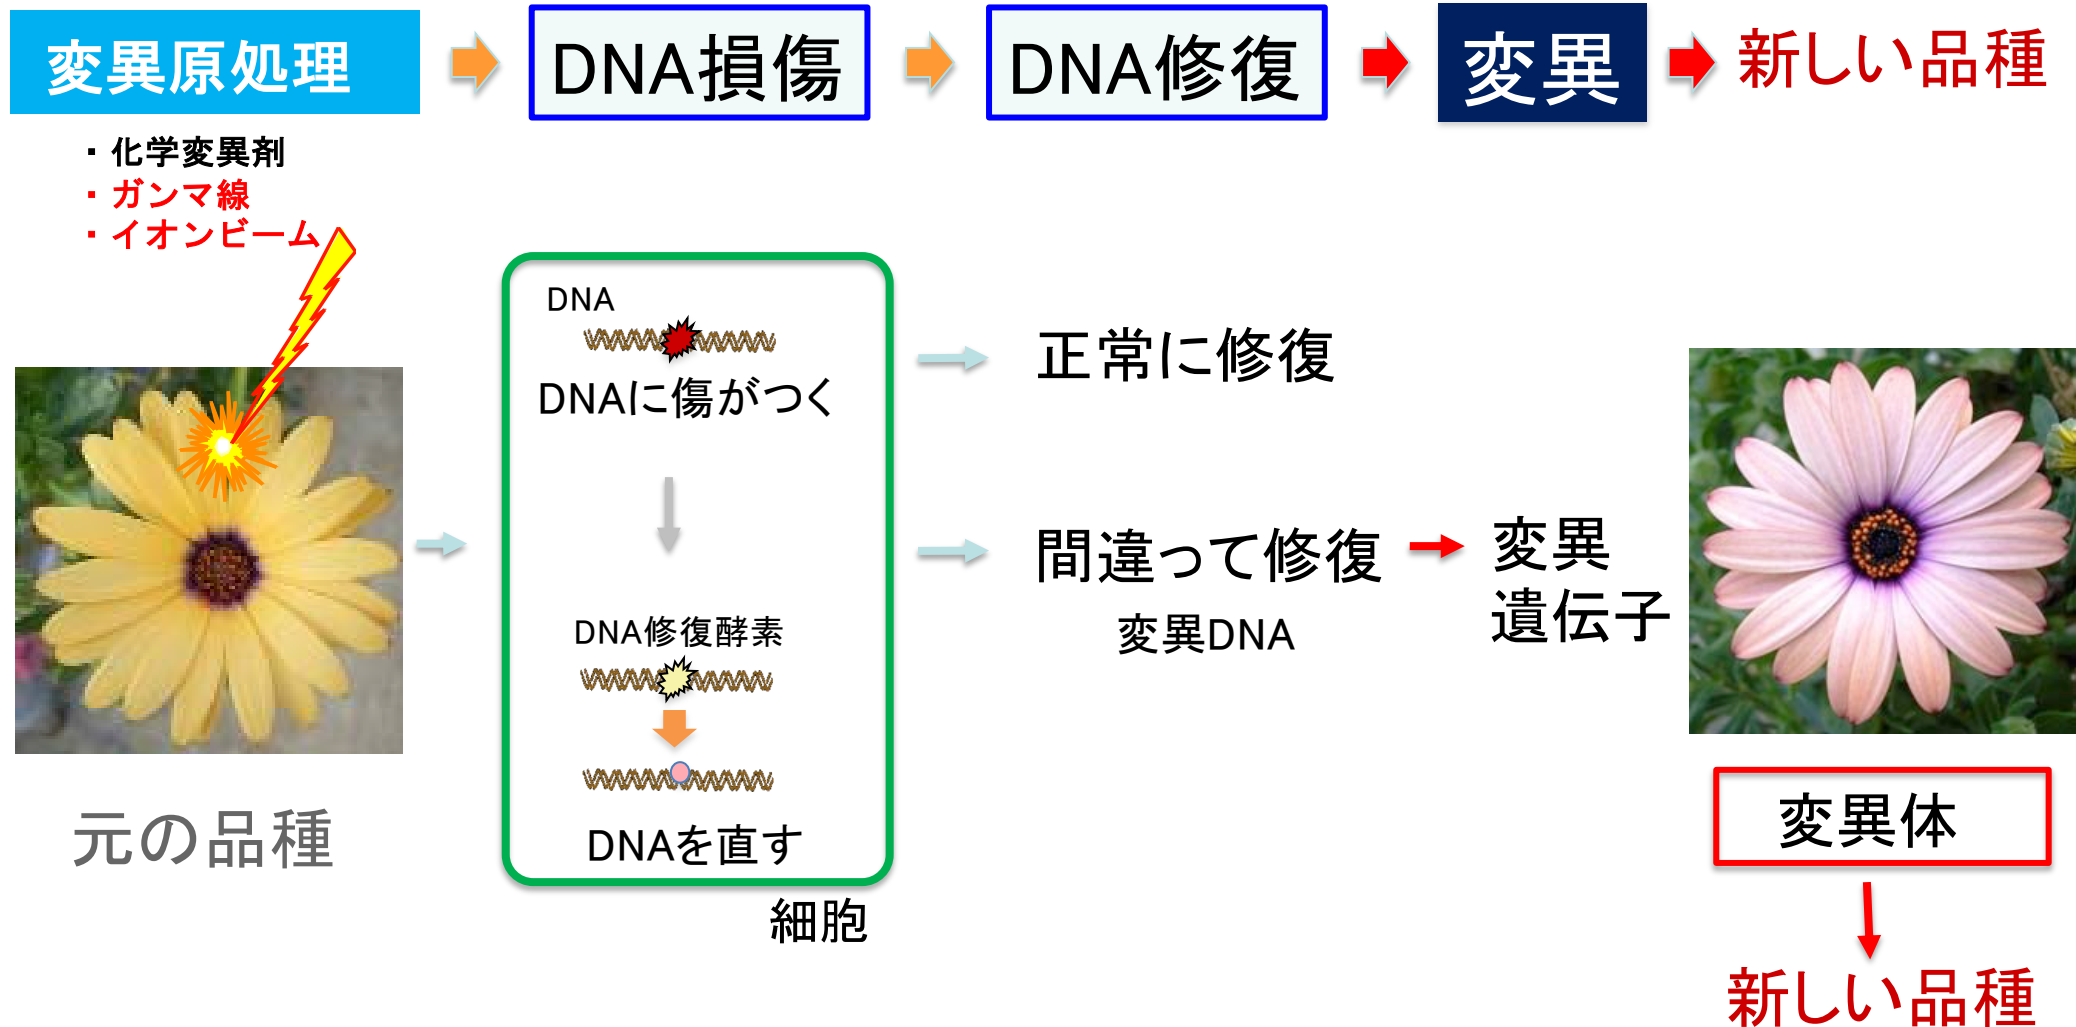 変異原処理
DNA損傷
DNA修復
変異
新しい品種
・化学変異剤
・ガンマ線
・イオンビーム
DNA
DNAに傷がつく
DNA修復酵素
DNAを直す
細胞
元の品種
正常に修復
間違って修復
変異DNA
変異
遺伝子
変異体
新しい品種